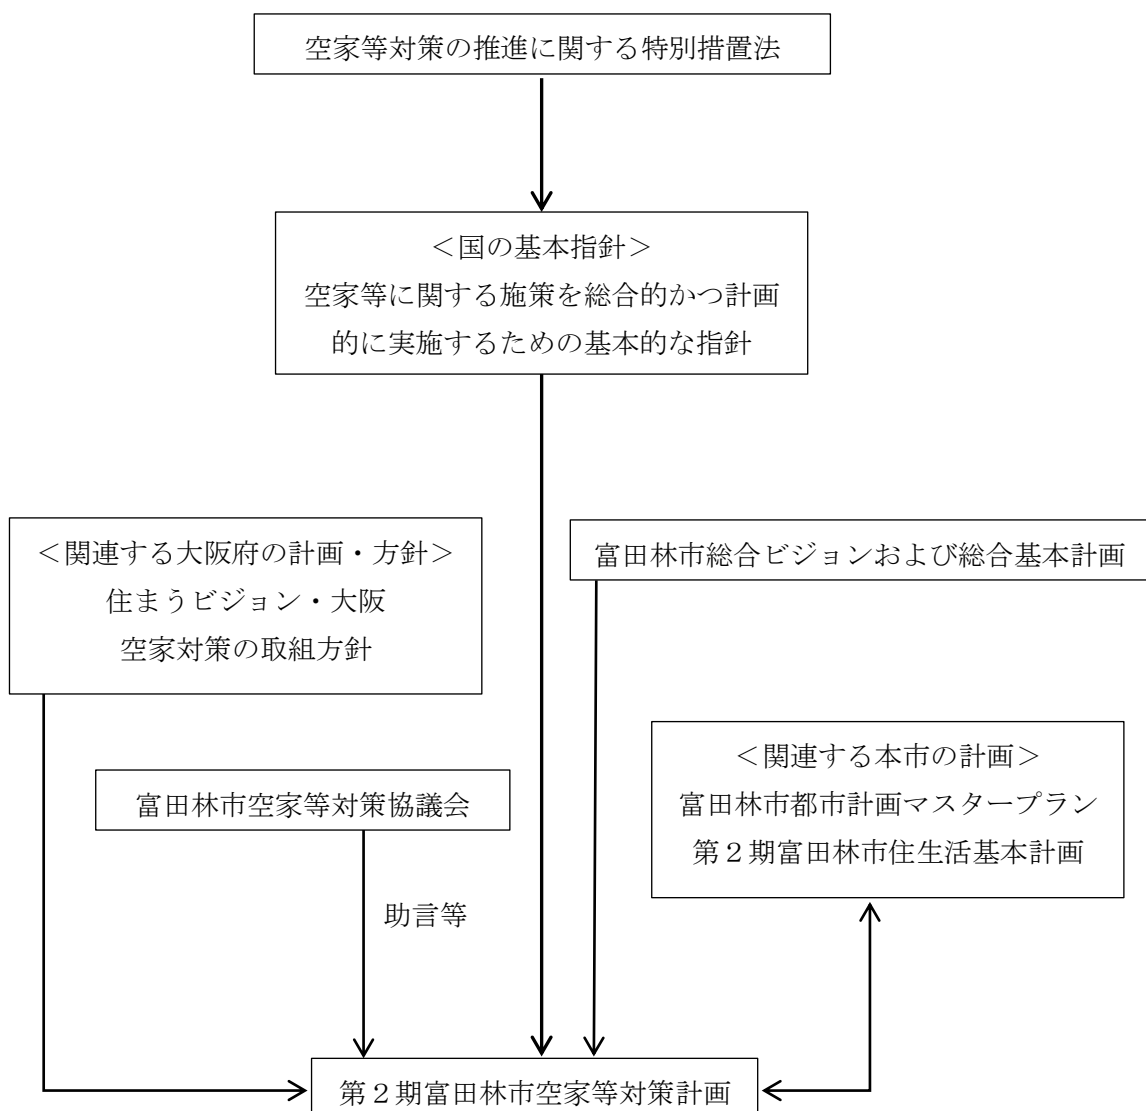 空家等対策の推進に関する特別措置法
＜国の基本指針＞
空家等に関する施策を総合的かつ計画
的に実施するための基本的な指針
＜関連する大阪府の計画・方針＞
住まうビジョン・大阪
空家対策の取組方針
富田林市総合ビジョンおよび総合基本計画
富田林市空家等対策協議会
＜関連する本市の計画＞
富田林市都市計画マスタープラン
第２期富田林市住生活基本計画
助言等
第２期富田林市空家等対策計画